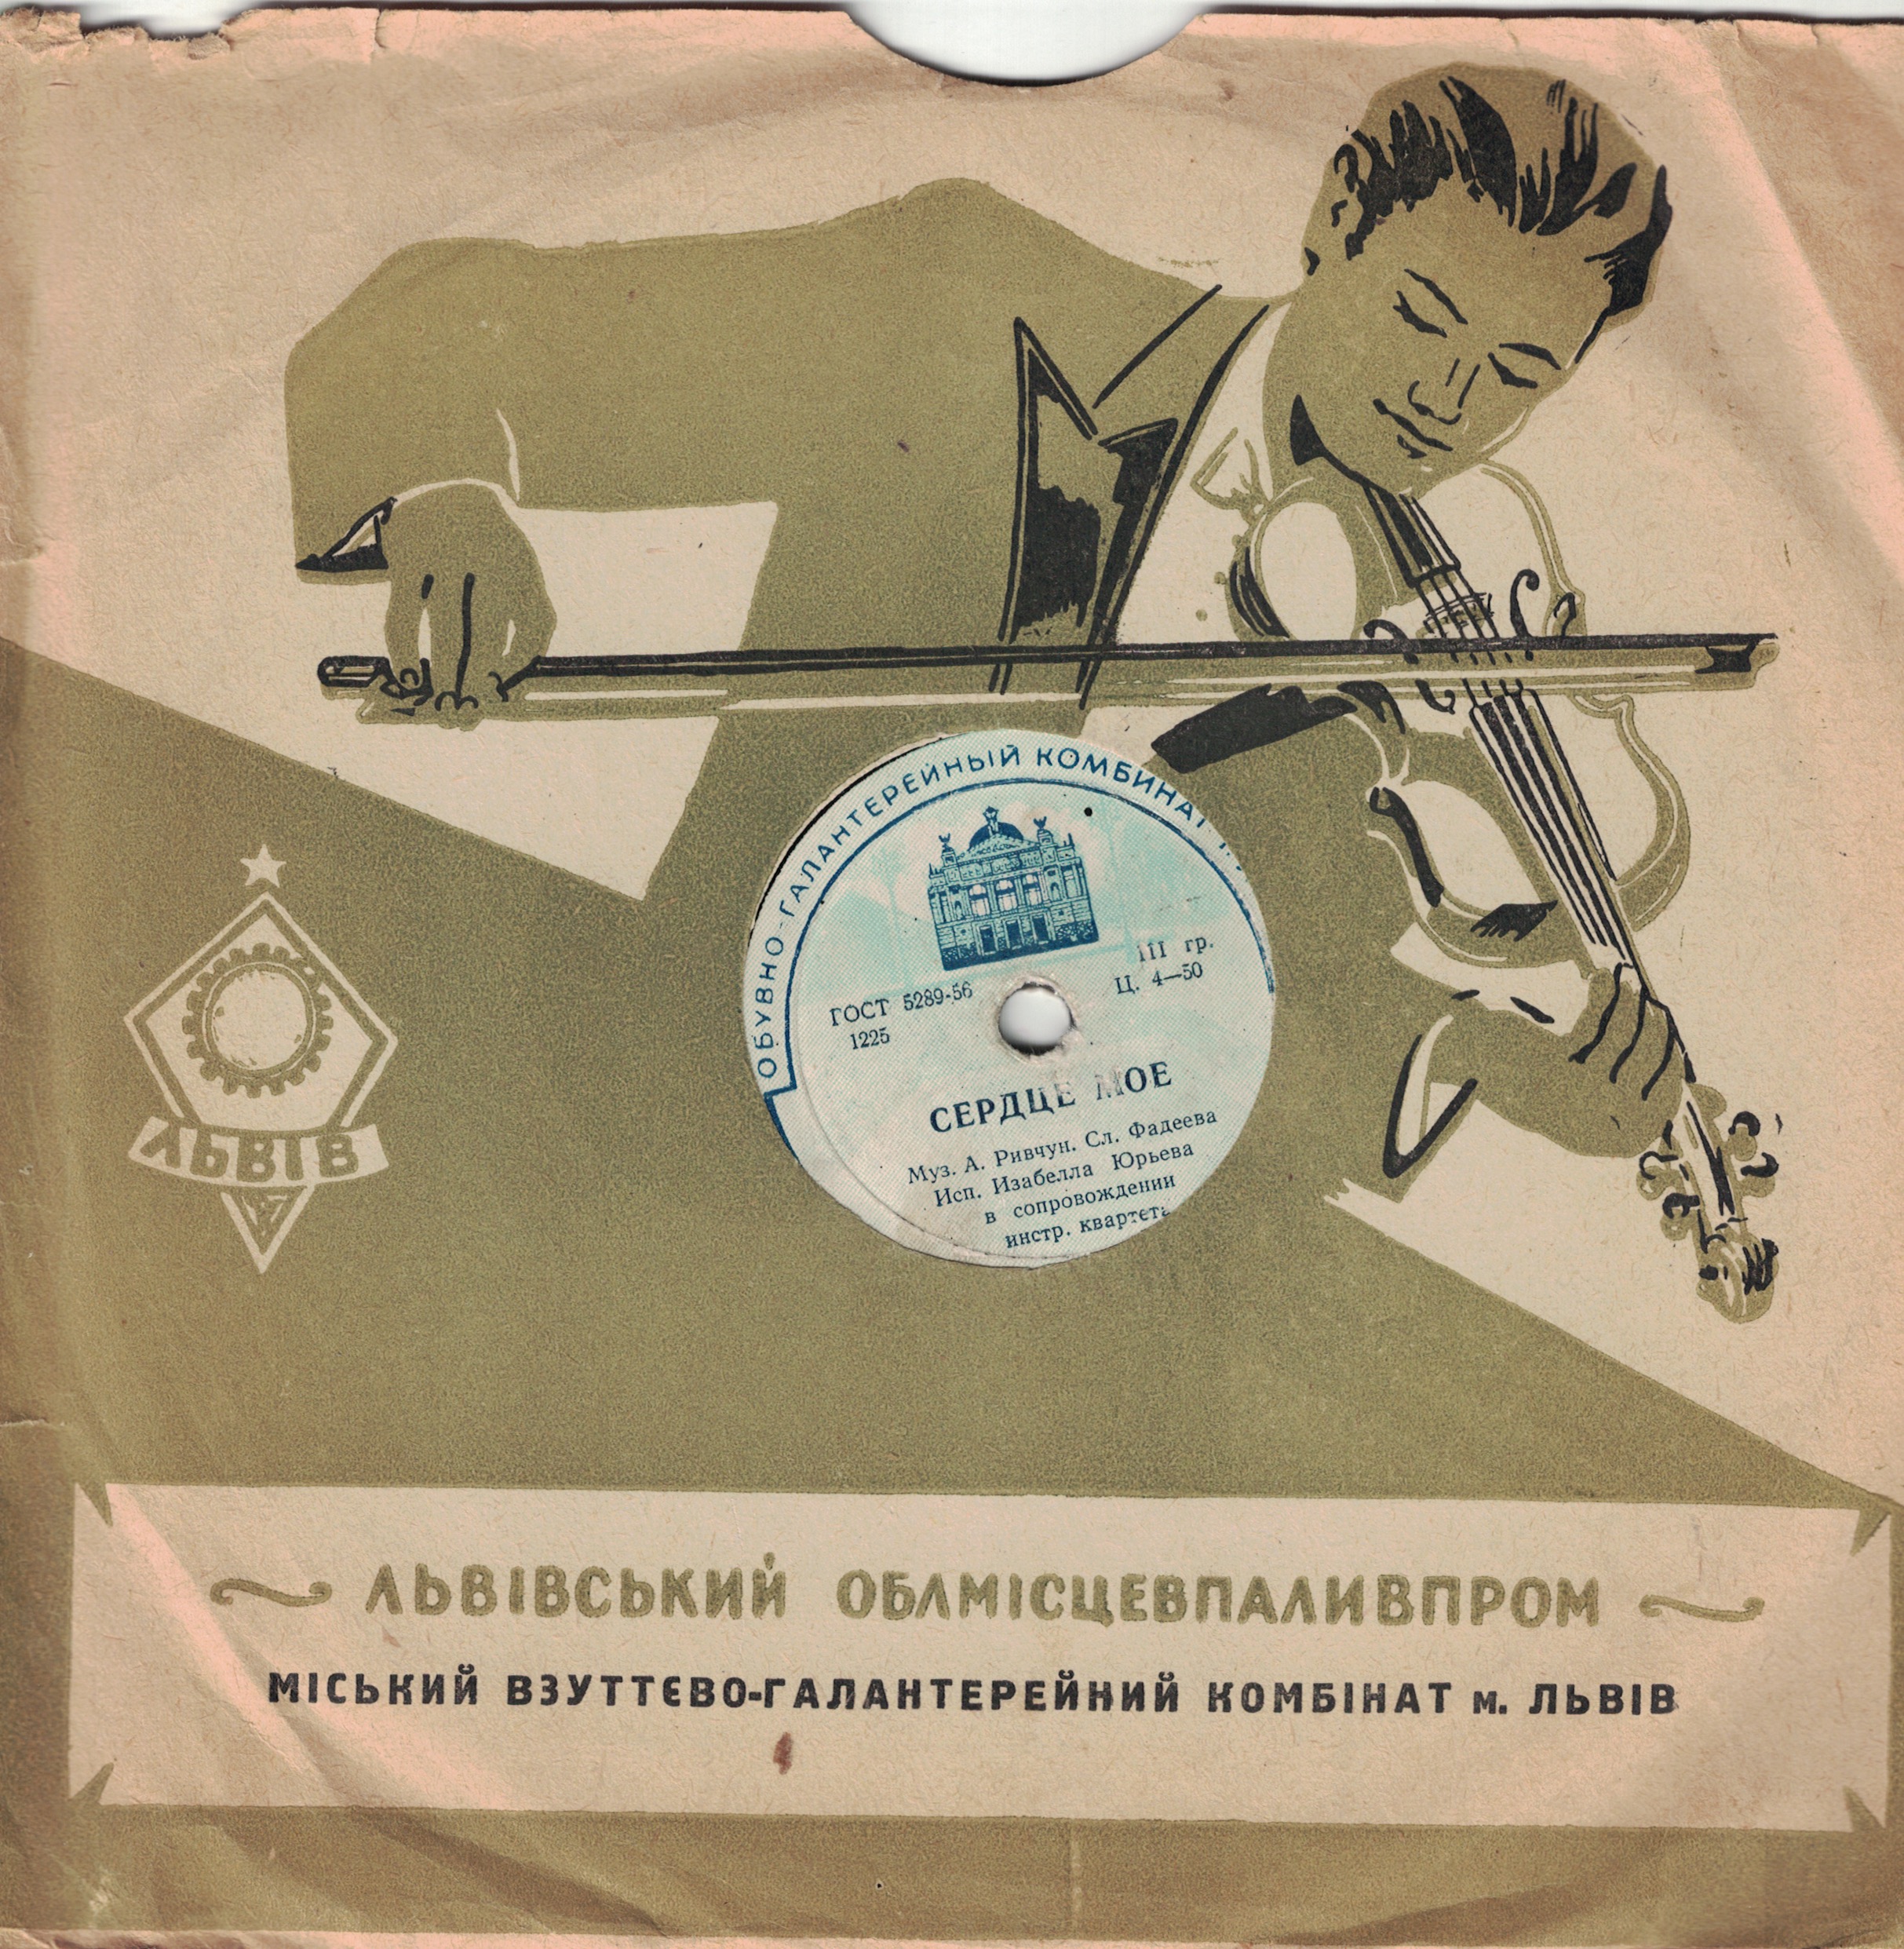 ОБУВНО-ГАЛАНТЕРЕЙНЫЙ КОМБИНАТ
III гр.
ГОСТ 5289-56
Ц. 4—50
1225
СЕРДЦЕ МОЕ
Муз. А. Ривчун. Сл. Фадеева
Исп. Изабелла Юрьева
в сопровождении
инстр. квартета
ЛЬВІВ
ЛЬВІВСЬКИЙ ОБЛМІСЦЕВПАЛИВПРОМ
МІСЬКИЙ ВЗУТТЄВО-ГАЛАНТЕРЕЙНИЙ КОМБІНАТ м. ЛЬВІВ